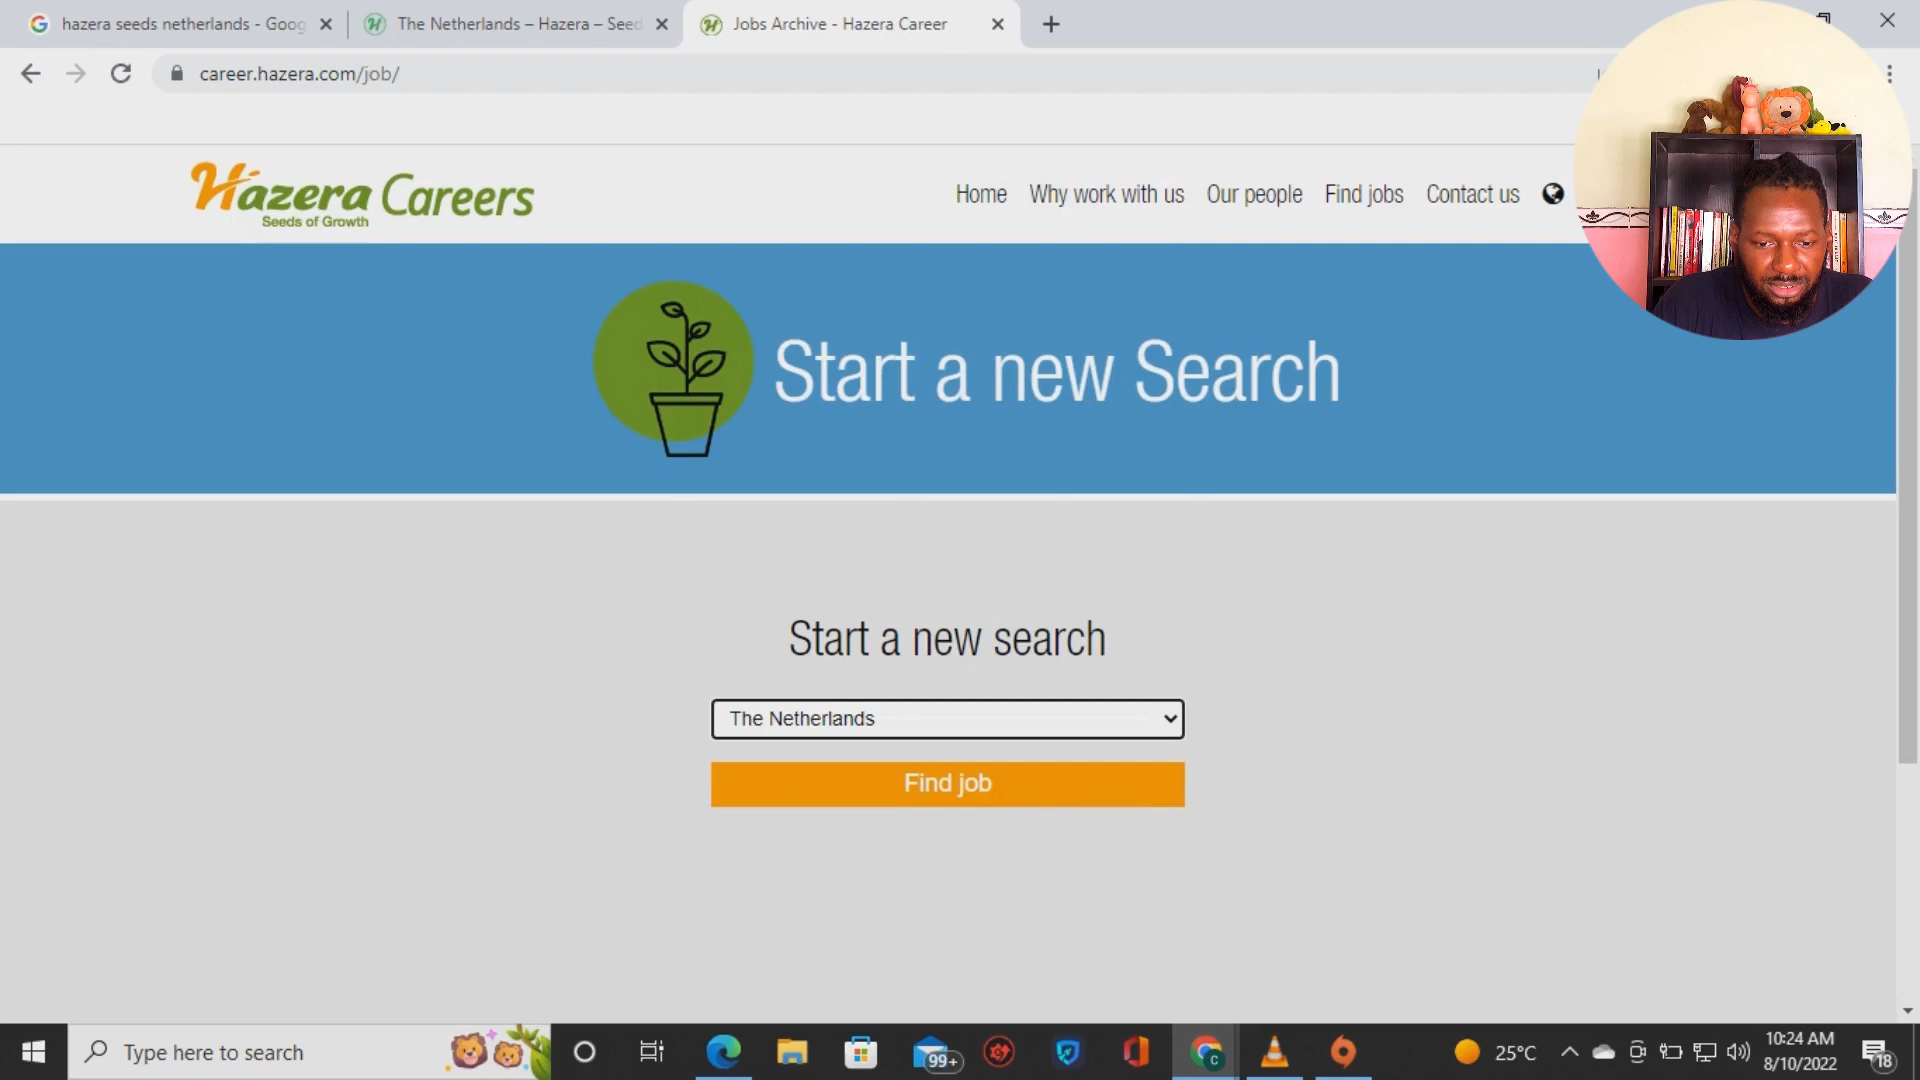 hazera seeds netherlands - Goog
The Netherlands – Hazera – Seed
Jobs Archive - Hazera Career
career.hazera.com/job/
Hazera Careers
Seeds of Growth
Home
Why work with us
Our people
Find jobs
Contact us
Start a new Search
Start a new search
The Netherlands
Find job
Type here to search
99+
C
25°C
10:24 AM
8/10/2022
18